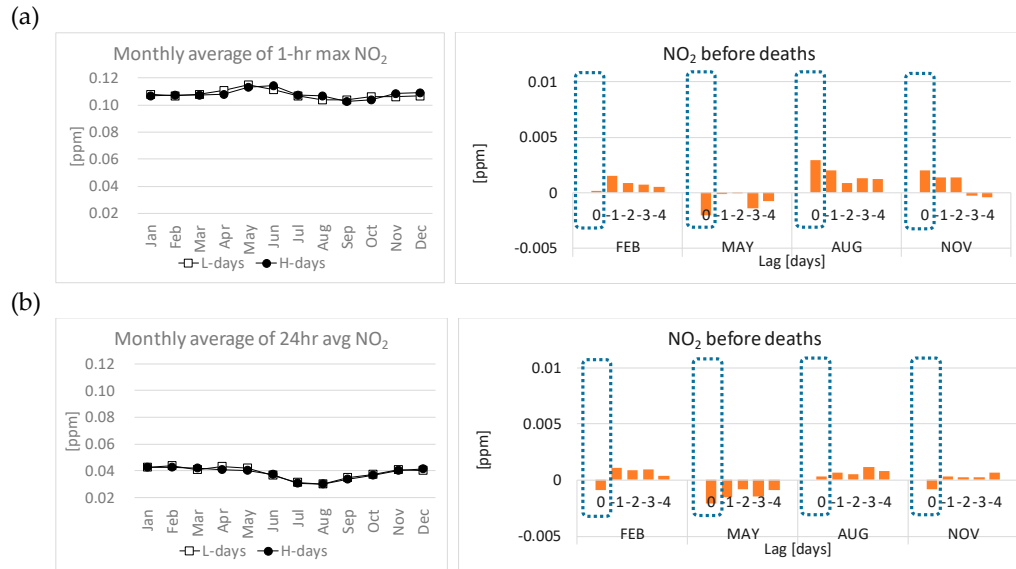 (a)
Monthly average of 1-hr max NO₂
[ppm]
0.12
0.10
0.08
0.06
0.04
0.02
Jan Feb Mar Apr May Jun Jul Aug Sep Oct Nov Dec
L-days H-days
NO₂ before deaths
[ppm]
0.01
0.005
0
-0.005
0 -1 -2 -3 -4 0 -1 -2 -3 -4 0 -1 -2 -3 -4 0 -1 -2 -3 -4
FEB MAY AUG NOV
Lag [days]
(b)
Monthly average of 24hr avg NO₂
[ppm]
0.12
0.10
0.08
0.06
0.04
0.02
Jan Feb Mar Apr May Jun Jul Aug Sep Oct Nov Dec
L-days H-days
NO₂ before deaths
[ppm]
0.01
0.005
0
-0.005
0 -1 -2 -3 -4 0 -1 -2 -3 -4 0 -1 -2 -3 -4 0 -1 -2 -3 -4
FEB MAY AUG NOV
Lag [days]